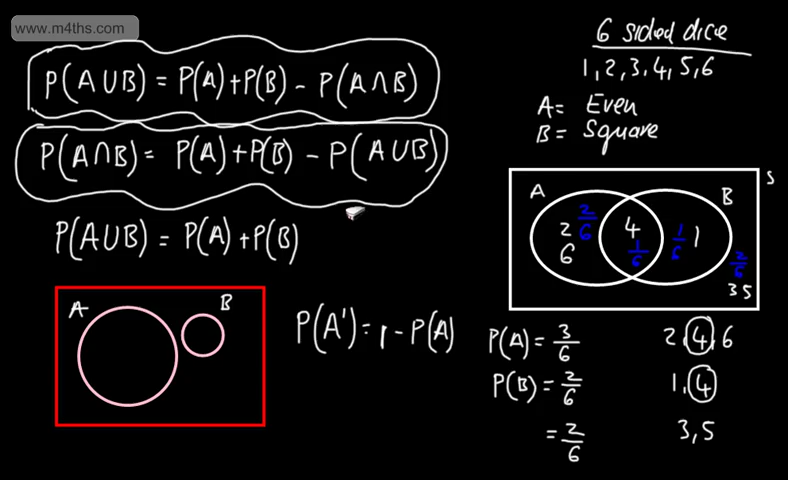 www.m4ths.com
P(A∪B) = P(A)+P(B) - P(A∩B)
P(A∩B) = P(A)+P(B) - P(A∪B)
P(A∪B) = P(A)+P(B)
A B
P(A') = 1 - P(A)
6 sided dice
1,2,3,4,5,6
A= Even
B= Square
S
A B
2 2/6 4 1/6 1
6 1/6 2/6
3 5
P(A)= 3/6 2,4,6
P(B)= 2/6 1,4
= 2/6 3,5